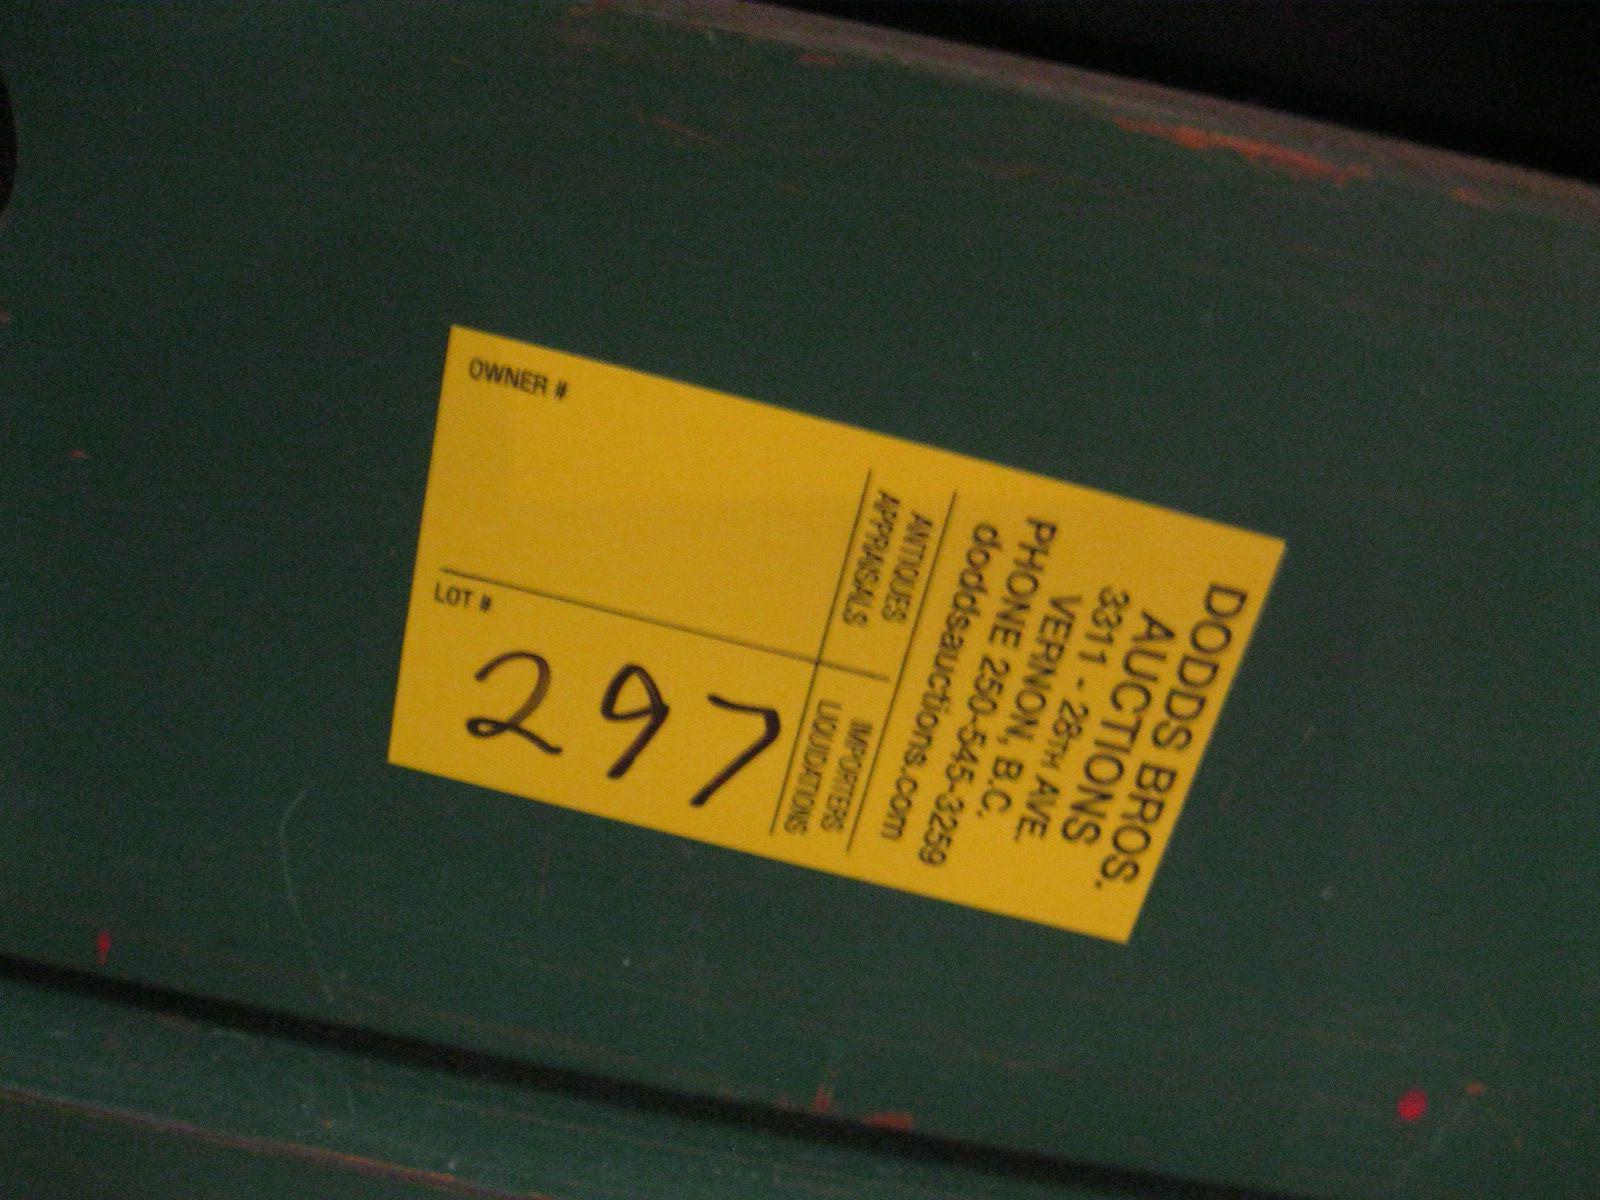 DODDS BROS.
AUCTIONS
3311 - 28TH AVE.
VERNON, B.C.
PHONE 250-545-3259
doddsauctions.com
ANTIQUES
APPRAISALS
IMPORTERS
LIQUIDATIONS
OWNER #
LOT #
297